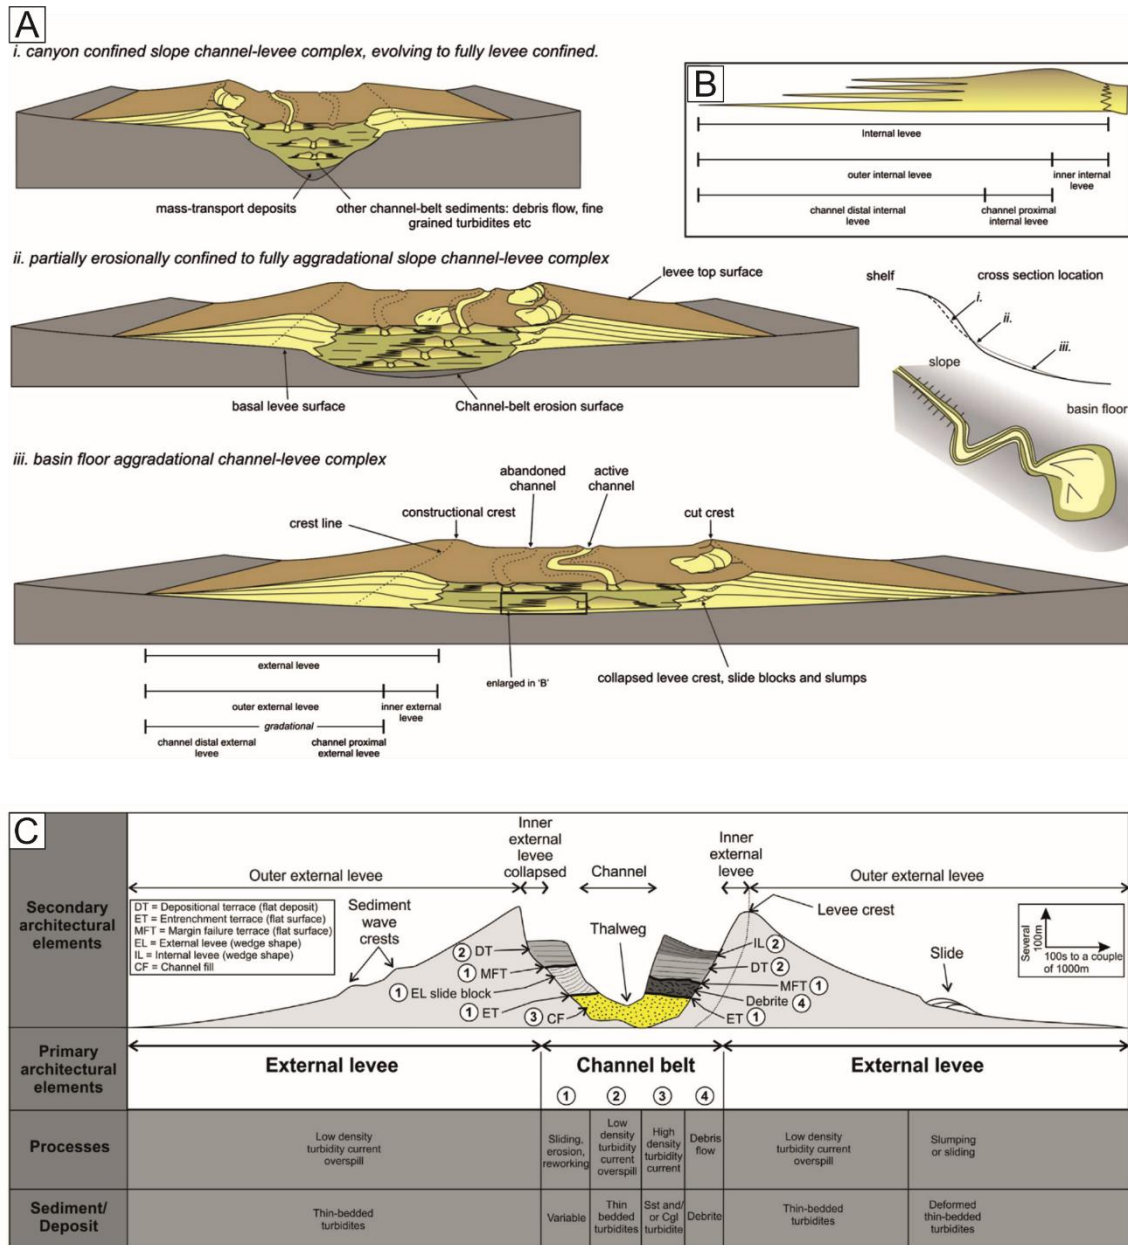 A
i. canyon confined slope channel-levee complex, evolving to fully levee confined.
mass-transport deposits
other channel-belt sediments: debris flow, fine
grained turbidites etc
B
Internal levee
outer internal levee
inner internal
levee
channel distal internal
levee
channel proximal
internal levee
ii. partially erosionally confined to fully aggradational slope channel-levee complex
levee top surface
basal levee surface
Channel-belt erosion surface
shelf
cross section location
i.
ii.
iii.
slope
basin floor
iii. basin floor aggradational channel-levee complex
abandoned
channel
active
channel
crest line
constructional crest
cut crest
external levee
enlarged in 'B'
collapsed levee crest, slide blocks and slumps
outer external levee
inner external
levee
gradational
channel distal external
levee
channel proximal
external levee
C
Secondary
architectural
elements
Outer external levee
Inner
external
levee
collapsed
Channel
Inner
external
levee
Outer external levee
DT = Depositional terrace (flat deposit)
ET = Entrenchment terrace (flat surface)
MFT = Margin failure terrace (flat surface)
EL = External levee (wedge shape)
IL = Internal levee (wedge shape)
CF = Channel fill
Sediment
wave
crests
Thalweg
Levee crest
Several
100m
100s to a couple
of 1000m
Slide
2 DT
1 MFT
1 EL slide block
1 ET
3 CF
IL 2
DT 2
MFT 1
Debrite 4
ET 1
Primary
architectural
elements
External levee
Channel belt
External levee
1 2 3 4
Processes
Low density
turbidity current
overspill
Sliding,
erosion,
reworking
Low
density
turbidity
current
overspill
High
density
turbidity
current
Debris
flow
Low density
turbidity current
overspill
Slumping
or sliding
Sediment/
Deposit
Thin-bedded
turbidites
Variable
Thin
bedded
turbidites
Sst and/
or Cgl
turbidite
Debrite
Thin-bedded
turbidites
Deformed
thin-bedded
turbidites